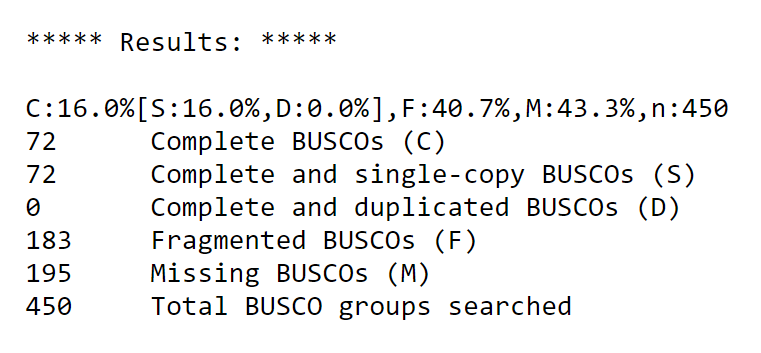 ***** Results: *****
C:16.0%[S:16.0%,D:0.0%],F:40.7%,M:43.3%,n:450
72 Complete BUSCOs (C)
72 Complete and single-copy BUSCOs (S)
0 Complete and duplicated BUSCOs (D)
183 Fragmented BUSCOs (F)
195 Missing BUSCOs (M)
450 Total BUSCO groups searched